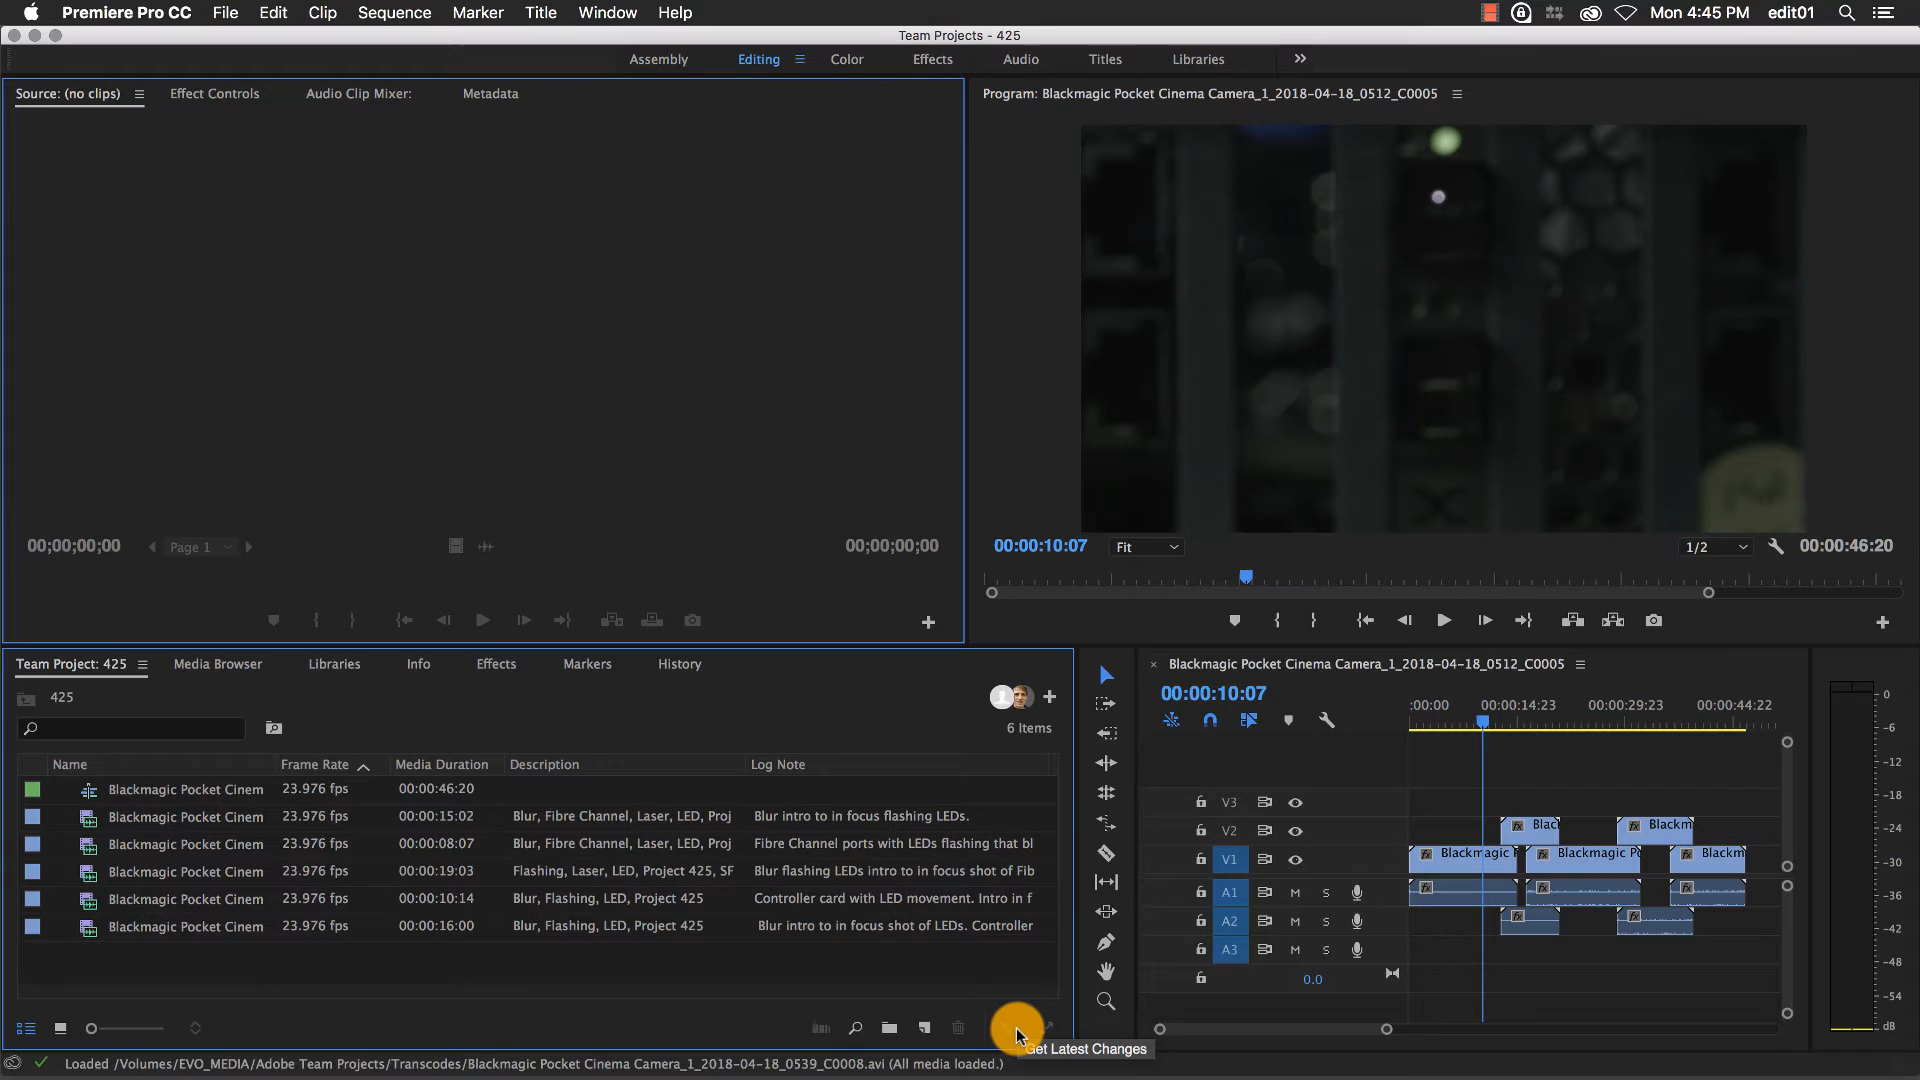 Premiere Pro CC File Edit Clip Sequence Marker Title Window Help Mon 4:45 PM edit01
Team Projects - 425
Assembly Editing Color Effects Audio Titles Libraries
Source: (no clips) Effect Controls Audio Clip Mixer: Metadata
Program: Blackmagic Pocket Cinema Camera_1_2018-04-18_0512_C0005
00;00;00;00 Page 1 00;00;00;00
00:00:10:07 Fit 1/2 00:00:46:20
Team Project: 425 Media Browser Libraries Info Effects Markers History
425
6 Items
Name Frame Rate Media Duration Description Log Note
Blackmagic Pocket Cinem 23.976 fps 00:00:46:20
Blackmagic Pocket Cinem 23.976 fps 00:00:15:02 Blur, Fibre Channel, Laser, LED, Proj Blur intro to in focus flashing LEDs.
Blackmagic Pocket Cinem 23.976 fps 00:00:08:07 Blur, Fibre Channel, Laser, LED, Proj Fibre Channel ports with LEDs flashing that bl
Blackmagic Pocket Cinem 23.976 fps 00:00:19:03 Flashing, Laser, LED, Project 425, SF Blur flashing LEDs intro to in focus shot of Fib
Blackmagic Pocket Cinem 23.976 fps 00:00:10:14 Blur, Flashing, LED, Project 425 Controller card with LED movement. Intro in f
Blackmagic Pocket Cinem 23.976 fps 00:00:16:00 Blur, Flashing, LED, Project 425 Blur intro to in focus shot of LEDs. Controller
Get Latest Changes
Blackmagic Pocket Cinema Camera_1_2018-04-18_0512_C0005
00:00:10:07
:00:00 00:00:14:23 00:00:29:23 00:00:44:22
V3
V2 fx Blac fx Blackm
V1 fx Blackmagic P fx Blackmagic Po fx Blackm
A1 M S fx fx fx
A2 M S fx fx
A3 M S
0.0
0
-6
-12
-18
-24
-30
-36
-42
-48
-54
dB
Loaded /Volumes/EVO_MEDIA/Adobe Team Projects/Transcodes/Blackmagic Pocket Cinema Camera_1_2018-04-18_0539_C0008.avi (All media loaded.)